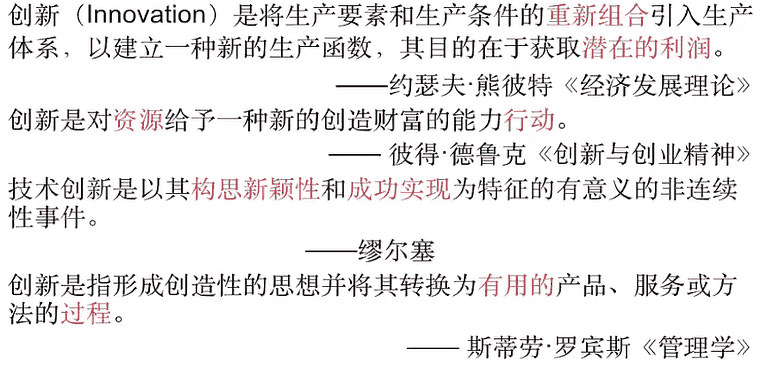 创新（Innovation）是将生产要素和生产条件的重新组合引入生产
体系，以建立一种新的生产函数，其目的在于获取潜在的利润。
——约瑟夫·熊彼特《经济发展理论》
创新是对资源给予一种新的创造财富的能力行动。
—— 彼得·德鲁克《创新与创业精神》
技术创新是以其构思新颖性和成功实现为特征的有意义的非连续
性事件。
——缪尔塞
创新是指形成创造性的思想并将其转换为有用的产品、服务或方
法的过程。
—— 斯蒂劳·罗宾斯《管理学》